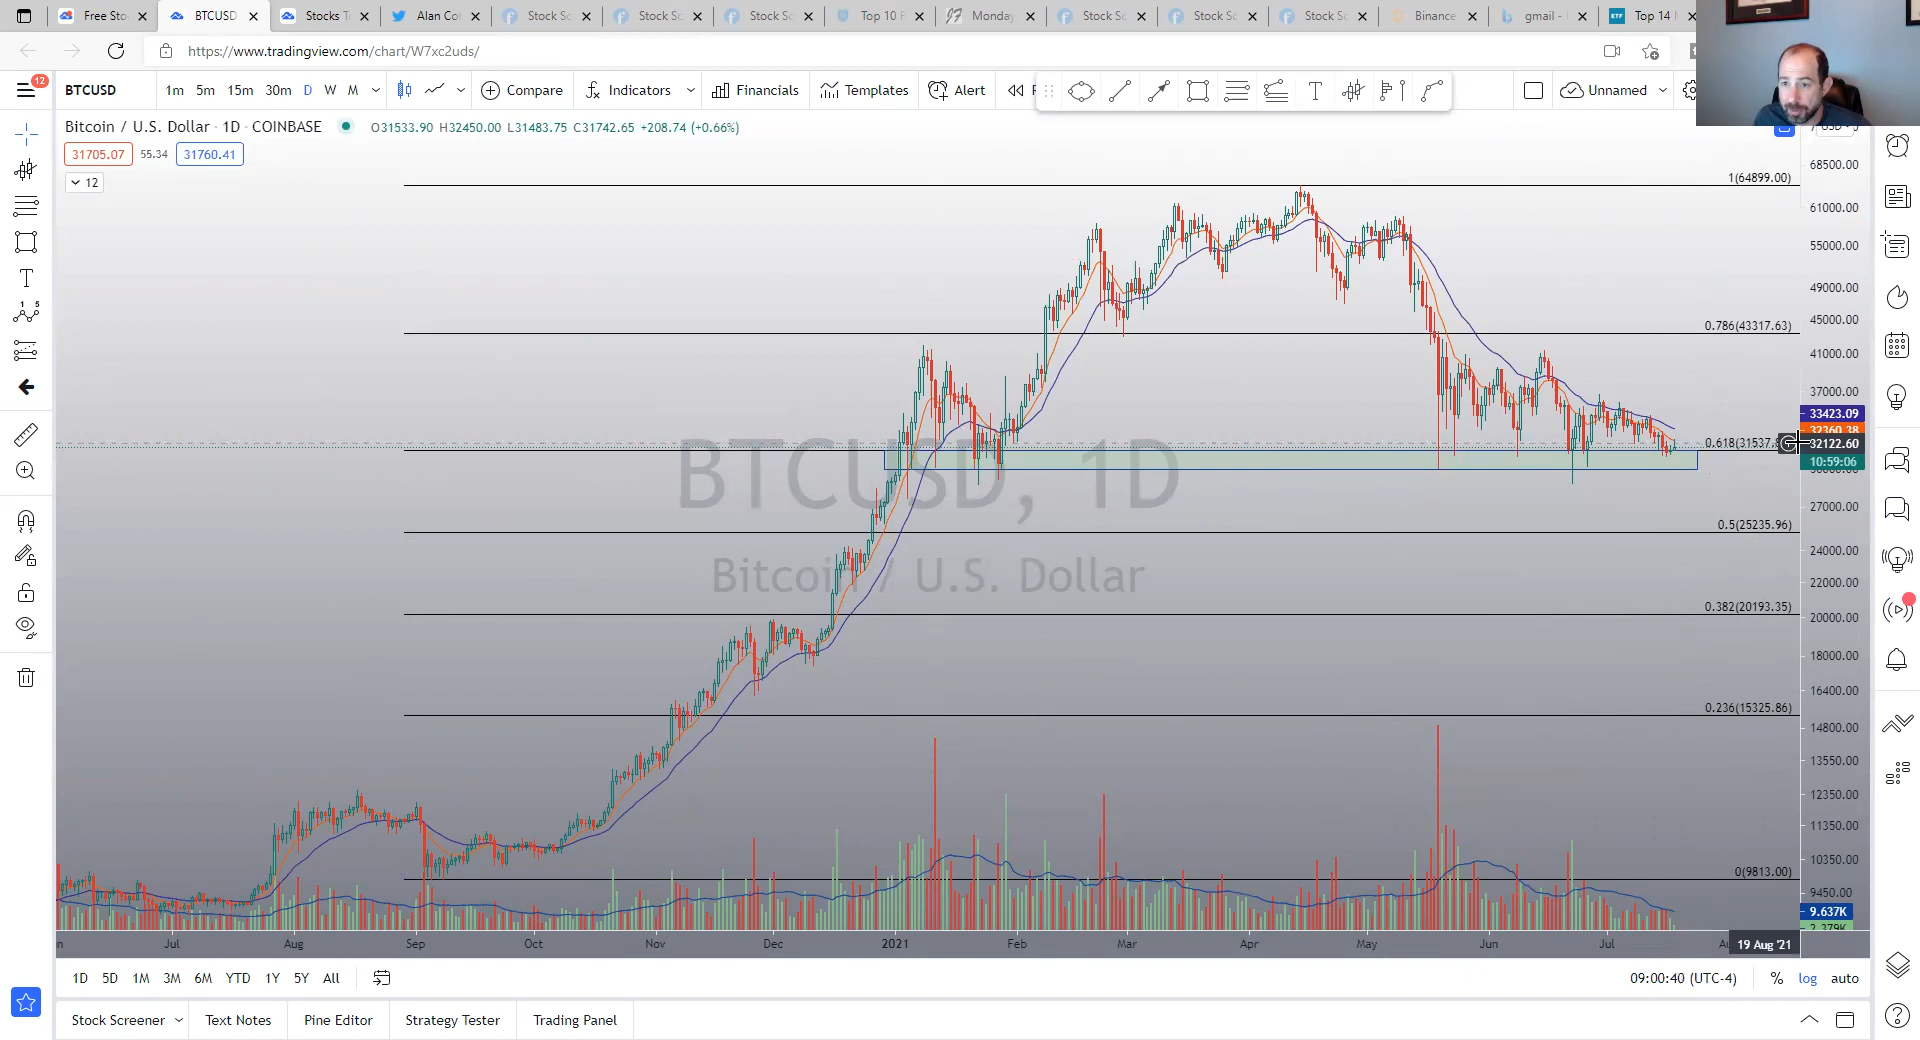 Free Sto
BTCUSD
Stocks T
Alan Co
Stock Sc
Stock Sc
Stock Sc
Top 10 F
Monday
Stock Sc
Stock Sc
Stock Sc
Binance
gmail -
ETF Top 14
https://www.tradingview.com/chart/W7xc2uds/
12
BTCUSD 1m 5m 15m 30m D W M Compare Indicators Financials Templates Alert Unnamed
Bitcoin / U.S. Dollar · 1D · COINBASE O31533.90 H32450.00 L31483.75 C31742.65 +208.74 (+0.66%)
31705.07 55.34 31760.41
12
1(64899.00)
0.786(43317.63)
0.618(31537.
0.5(25235.96)
0.382(20193.35)
0.236(15325.86)
0(9813.00)
BTCUSD, 1D
Bitcoin / U.S. Dollar
68500.00
61000.00
55000.00
49000.00
45000.00
41000.00
37000.00
33423.09
32360.38
32122.60
10:59:06
27000.00
24000.00
22000.00
20000.00
18000.00
16400.00
14800.00
13550.00
12350.00
11350.00
10350.00
9450.00
9.637K
2.379K
Jul Aug Sep Oct Nov Dec 2021 Feb Mar Apr May Jun Jul 19 Aug '21
1D 5D 1M 3M 6M YTD 1Y 5Y All 09:00:40 (UTC-4) % log auto
Stock Screener Text Notes Pine Editor Strategy Tester Trading Panel